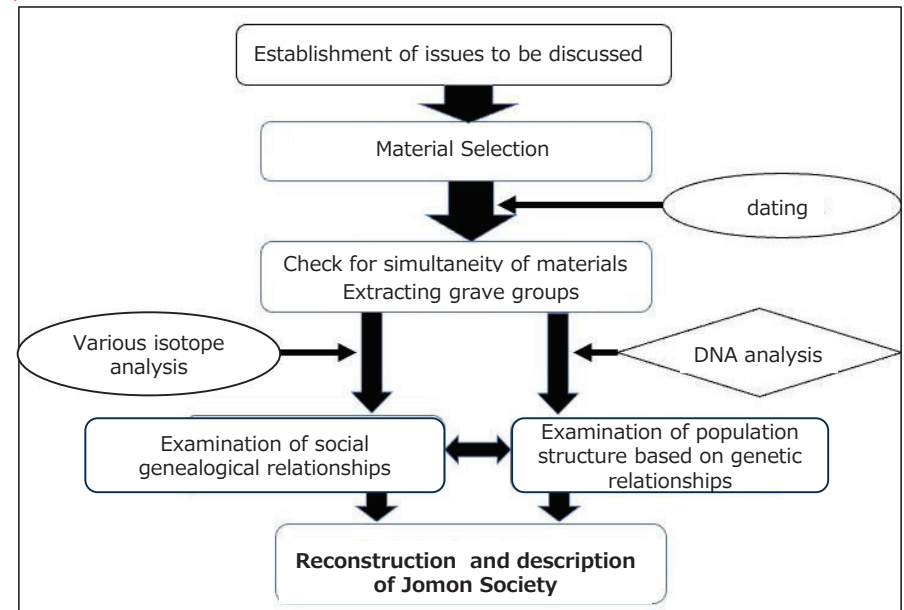 Establishment of issues to be discussed
Material Selection
dating
Check for simultaneity of materials
Extracting grave groups
Various isotope
analysis
DNA analysis
Examination of social
genealogical relationships
Examination of population
structure based on genetic
relationships
Reconstruction and description
of Jomon Society